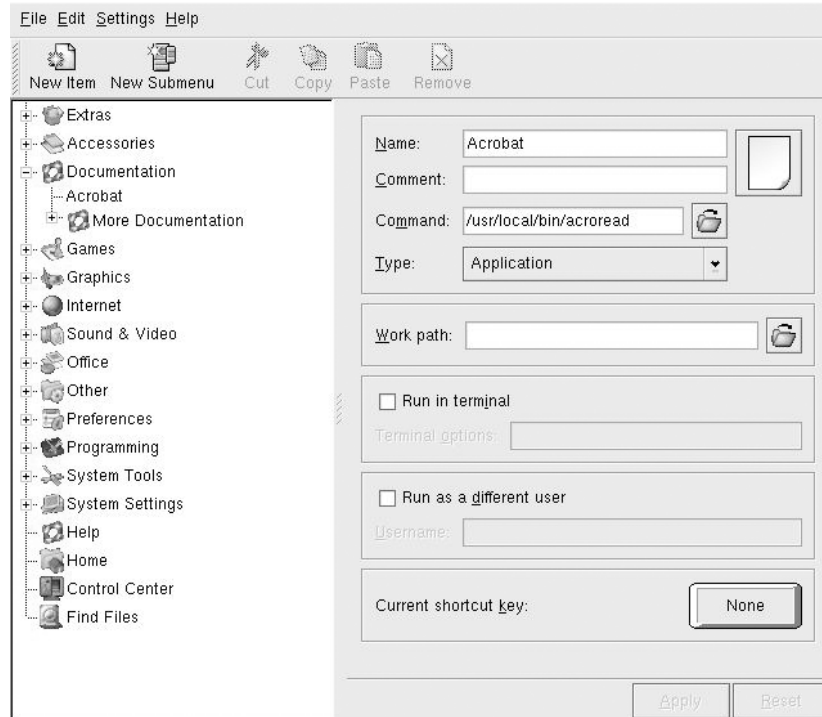 File Edit Settings Help
New Item New Submenu Cut Copy Paste Remove
Extras
Accessories
Documentation
Acrobat
More Documentation
Games
Graphics
Internet
Sound & Video
Office
Other
Preferences
Programming
System Tools
System Settings
Help
Home
Control Center
Find Files
Name: Acrobat
Comment:
Command: /usr/local/bin/acroread
Type: Application
Work path:
Run in terminal
Terminal options:
Run as a different user
Username:
Current shortcut key: None
Apply Reset